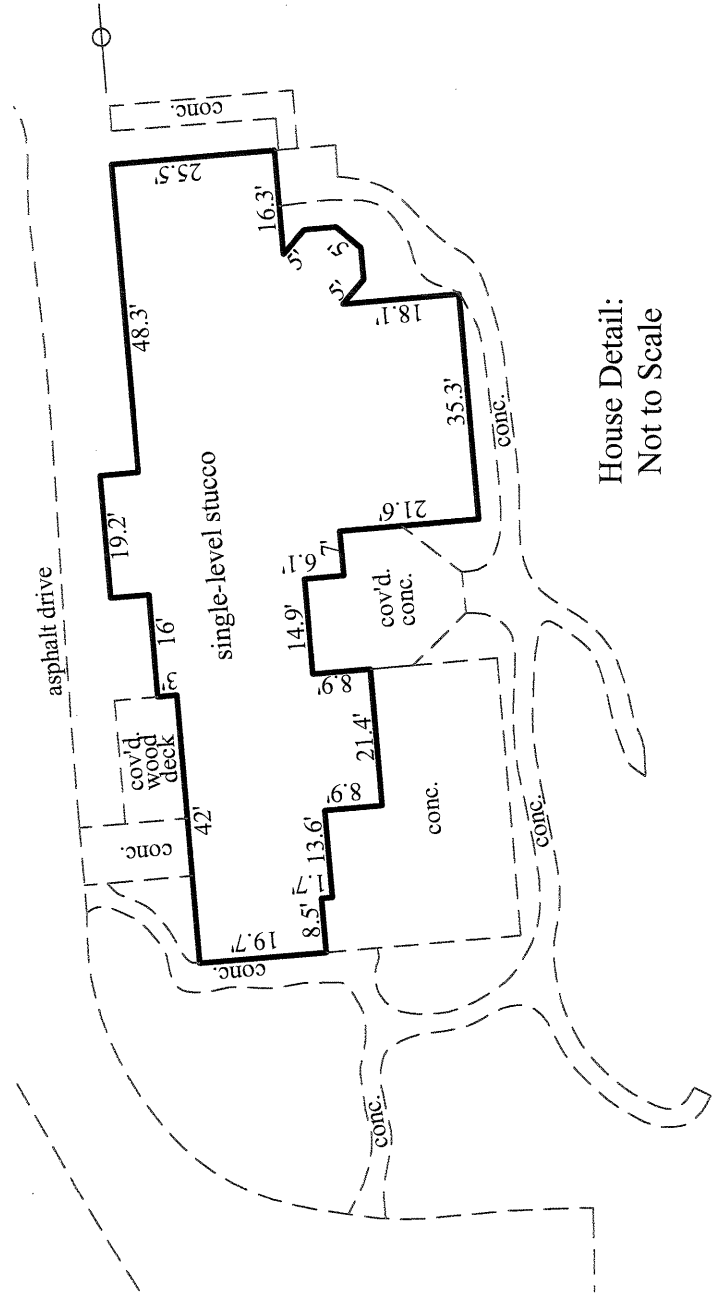 conc.
25.5'
16.3'
5'
5'
5'
48.3'
18.1'
19.2'
35.3'
conc.
asphalt drive
single-level stucco
21.6'
7'
6.1'
16'
14.9'
cov'd.
conc.
3'
8.9'
cov'd.
wood
deck
21.4'
42'
8.9'
conc.
conc.
13.6'
1.7'
8.5'
19.7'
conc.
conc.
conc.
House Detail:
Not to Scale